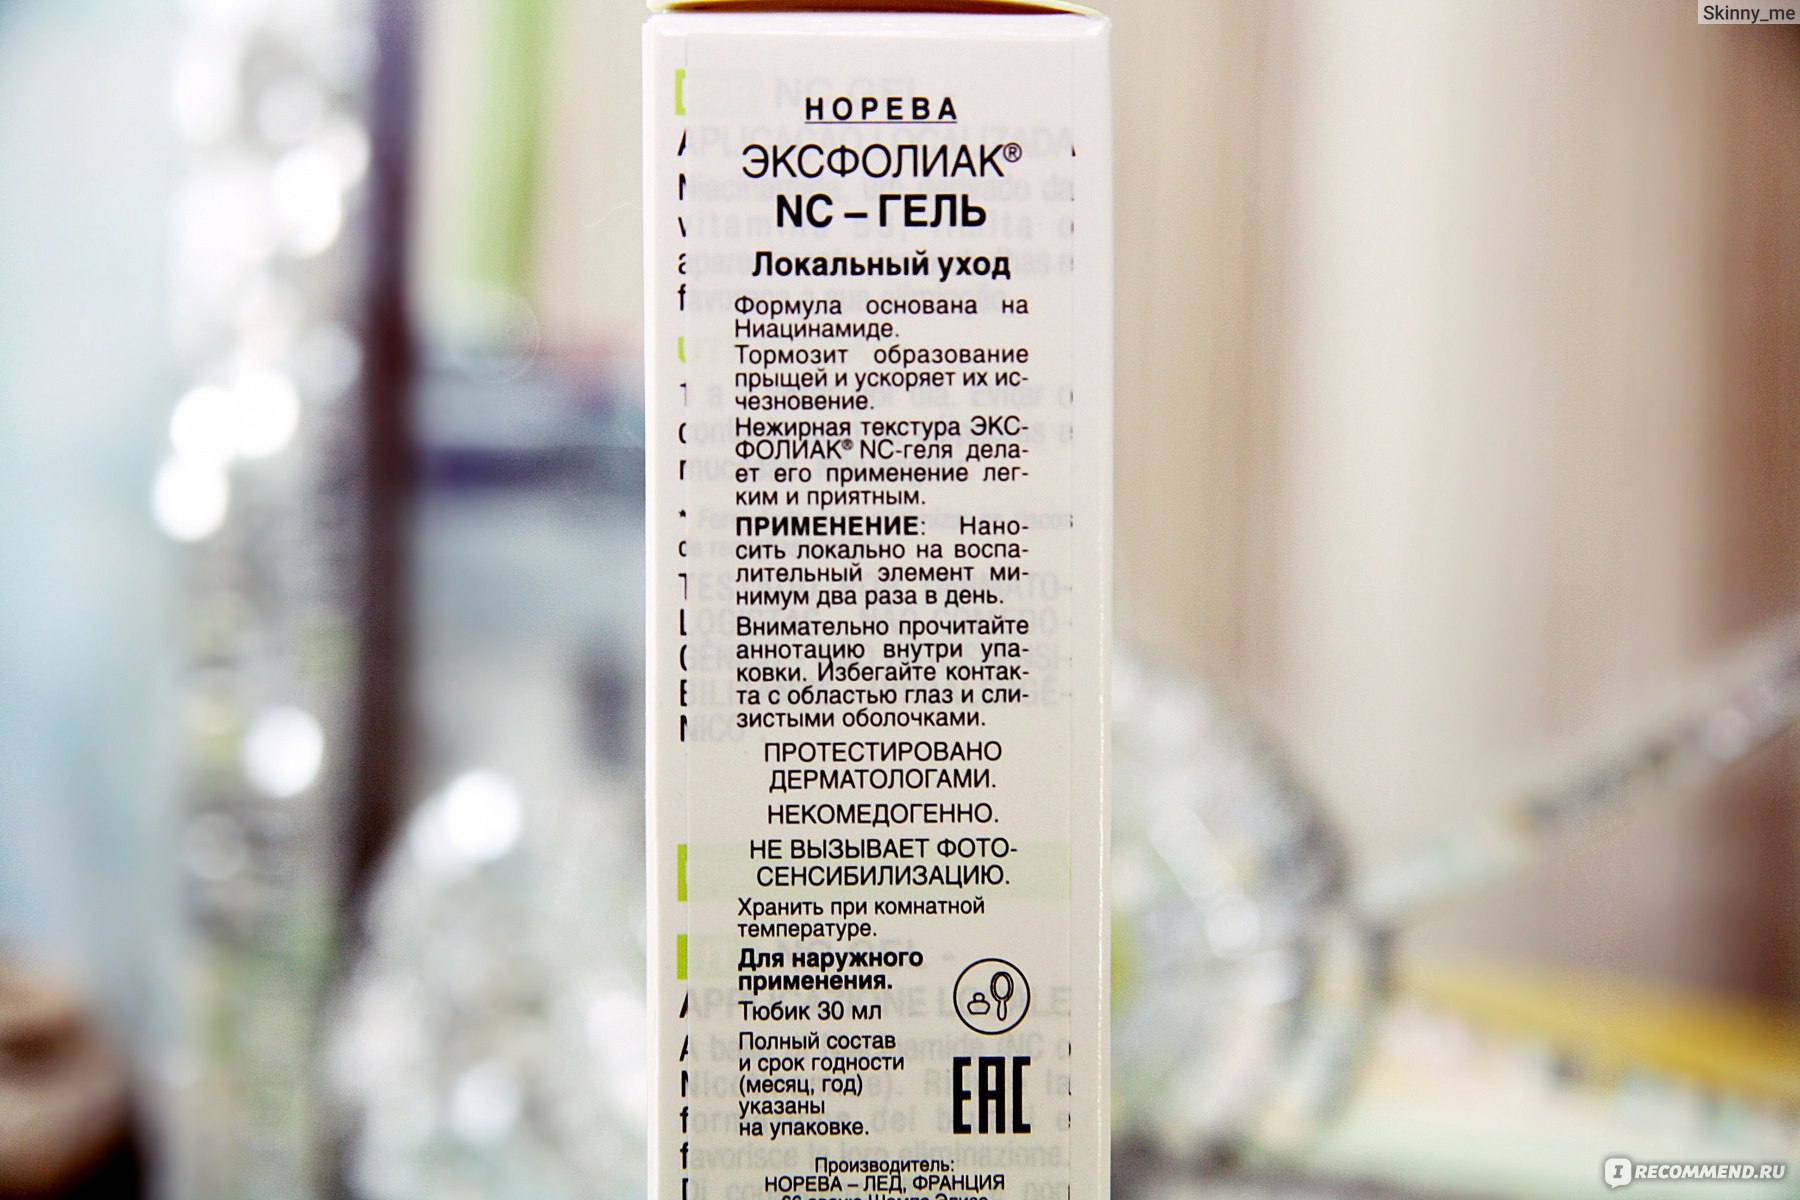 Skinny_me
НОРЕВА
ЭКСФОЛИАК®
NC – ГЕЛЬ
Локальный уход
Формула основана на
Ниацинамиде.
Тормозит образование
прыщей и ускоряет их ис-
чезновение.
Нежирная текстура ЭКС-
ФОЛИАК® NC-геля дела-
ет его применение лег-
ким и приятным.
ПРИМЕНЕНИЕ: Нано-
сить локально на воспа-
лительный элемент ми-
нимум два раза в день.
Внимательно прочитайте
аннотацию внутри упа-
ковки. Избегайте контак-
та с областью глаз и сли-
зистыми оболочками.
ПРОТЕСТИРОВАНО
ДЕРМАТОЛОГАМИ.
НЕКОМЕДОГЕННО.
НЕ ВЫЗЫВАЕТ ФОТО-
СЕНСИБИЛИЗАЦИЮ.
Хранить при комнатной
температуре.
Для наружного
применения.
Тюбик 30 мл
Полный состав
и срок годности
(месяц, год)
указаны
на упаковке.
EAC
Производитель:
НОРЕВА – ЛЕД, ФРАНЦИЯ
IRECOMMEND.RU